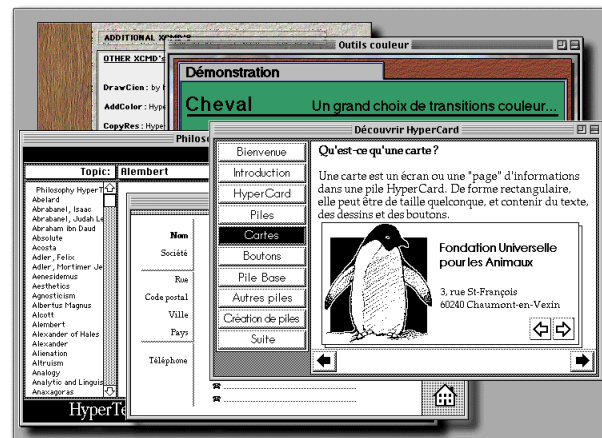 ADDITIONAL XCMD'S
OTHER XCMD's
DrawCicn: by
AddColor: Hype
CopyRes: Hyper
Outils couleur
Démonstration
Cheval
Un grand choix de transitions couleur...
Philos
Topic:
Alembert
Philosophy HyperT
Abelard
Abrabanel, Isaac
Abrabanel, Judah Le
Abraham ibn Daud
Absolute
Acosta
Adler, Felix
Adler, Mortimer Je
Aenesidemus
Aesthetics
Agnosticism
Albertus Magnus
Alcott
Alembert
Alexander of Hales
Alexander
Alienation
Altruism
Analogy
Analytic and Linguis
Anaxagoras
HyperTe
Nom
Société
Rue
Code postal
Ville
Pays
Téléphone
Découvrir HyperCard
Bienvenue
Introduction
HyperCard
Piles
Cartes
Boutons
Pile Base
Autres piles
Création de piles
Suite
Qu'est-ce qu'une carte ?
Une carte est un écran ou une "page" d'informations
dans une pile HyperCard. De forme rectangulaire,
elle peut être de taille quelconque, et contenir du texte,
des dessins et des boutons.
Fondation Universelle
pour les Animaux
3, rue St-François
60240 Chaumont-en-Vexin